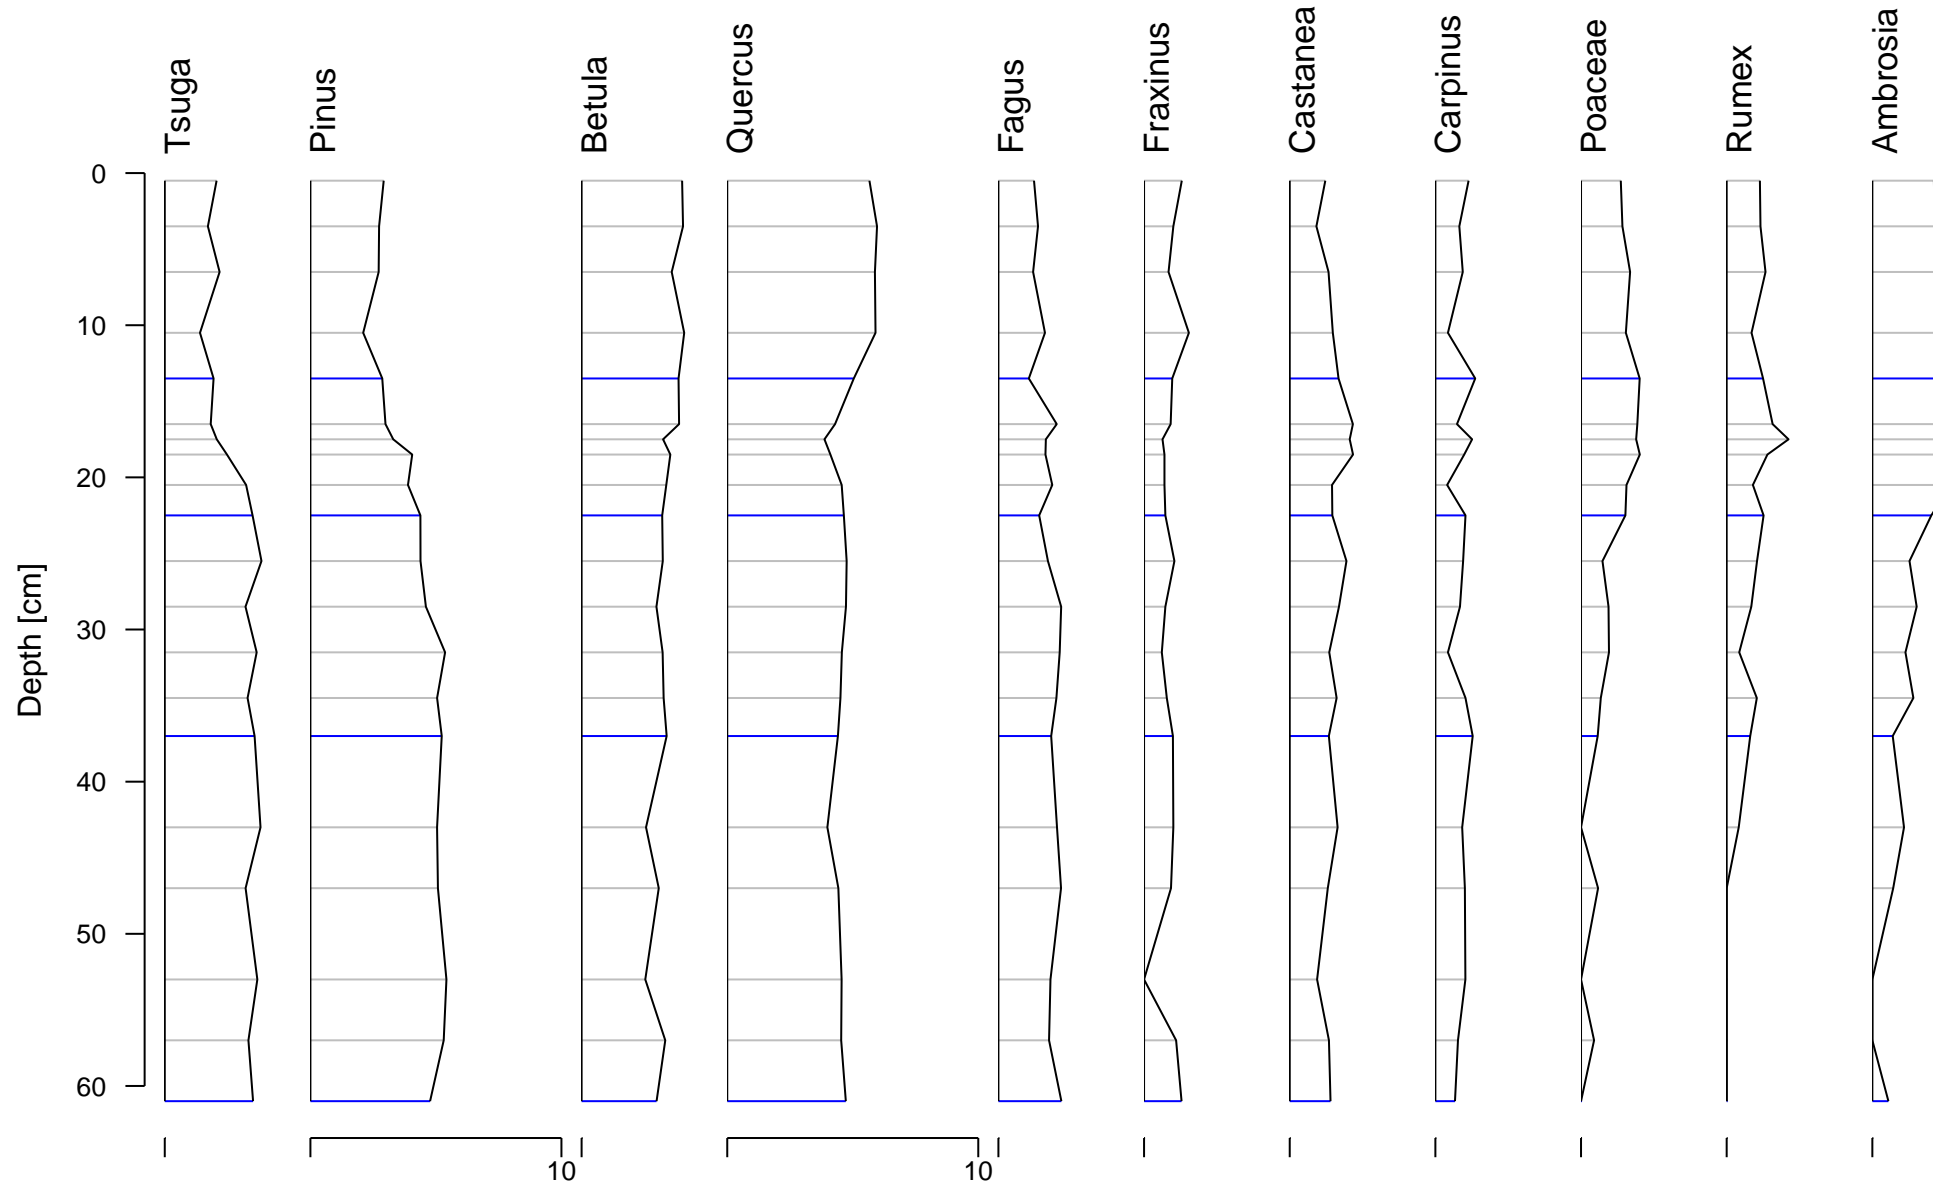 Tsuga
Pinus
Betula
Quercus
Fagus
Fraxinus
Castanea
Carpinus
Poaceae
Rumex
Ambrosia
Depth [cm]
0
10
20
30
40
50
60
10
10